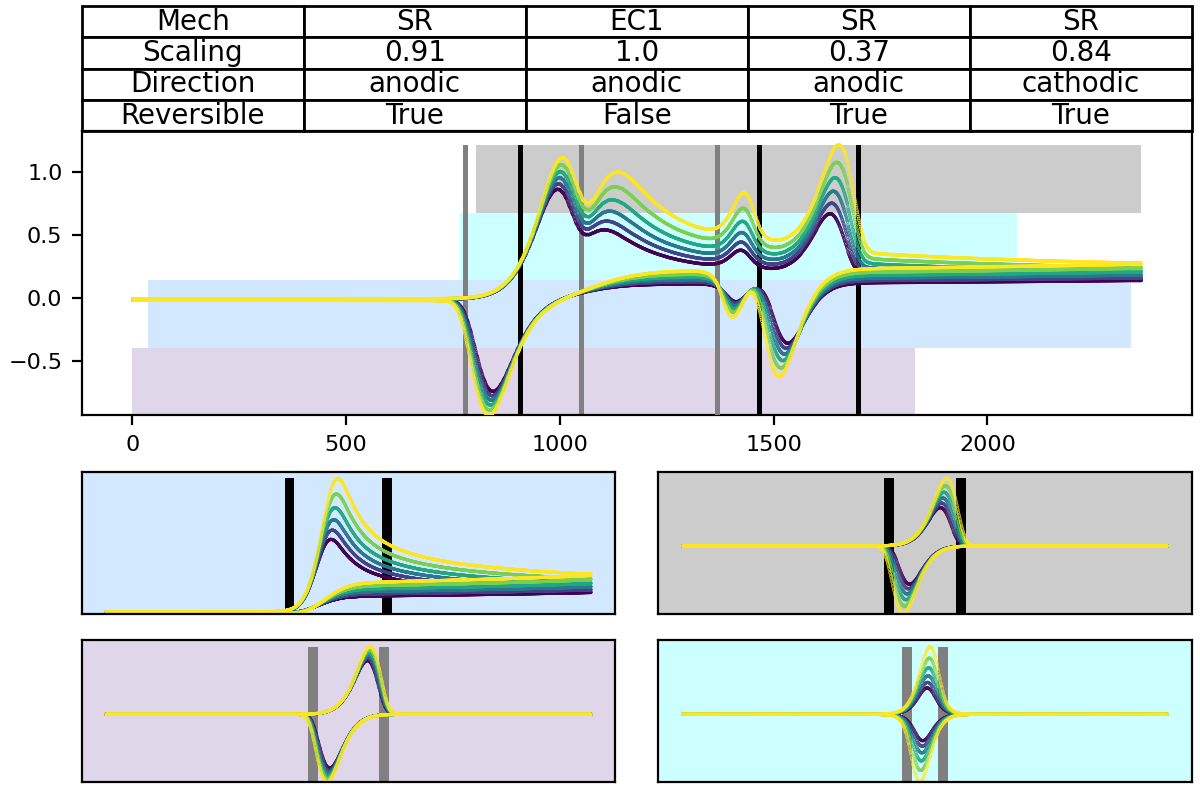 Mech SR EC1 SR SR
Scaling 0.91 1.0 0.37 0.84
Direction anodic anodic anodic cathodic
Reversible True False True True
1.0
0.5
0.0
−0.5
0 500 1000 1500 2000